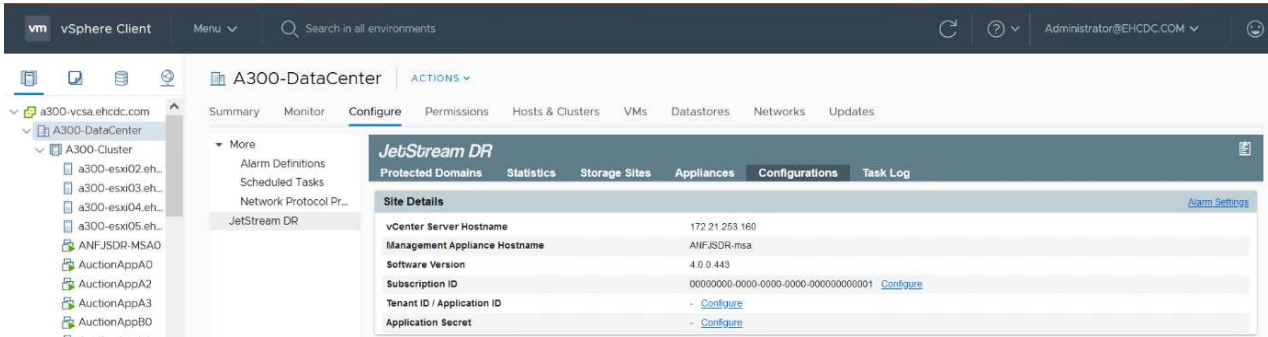 vm vSphere Client Menu Search in all environments Administrator@EHCDC.COM
A300-DataCenter ACTIONS
a300-vcsa.ehcdc.com
A300-DataCenter
A300-Cluster
a300-esxi02.eh...
a300-esxi03.eh...
a300-esxi04.eh...
a300-esxi05.eh...
ANFJSDR-MSA0
AuctionAppA0
AuctionAppA2
AuctionAppA3
AuctionAppB0
Summary Monitor Configure Permissions Hosts & Clusters VMs Datastores Networks Updates
More
Alarm Definitions
Scheduled Tasks
Network Protocol Pr...
JetStream DR
JetStream DR
Protected Domains Statistics Storage Sites Appliances Configurations Task Log
Site Details Alarm Settings
vCenter Server Hostname 172.21.253.160
Management Appliance Hostname ANFJSDR-msa
Software Version 4.0.0.443
Subscription ID 00000000-0000-0000-0000-000000000001 Configure
Tenant ID / Application ID - Configure
Application Secret - Configure